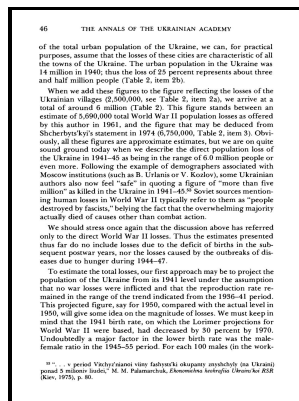 46 THE ANNALS OF THE UKRAINIAN ACADEMY
of the total urban population of the Ukraine, we can, for practical
purposes, assume that the losses of these cities are characteristic of all
the towns of the Ukraine. The urban population in the Ukraine was
14 million in 1940; thus the loss of 25 percent represents about three
and half million people (Table 2, item 2b).
When we add these figures to the figure reflecting the losses of the
Ukrainian villages (2,500,000, see Table 2, item 2a), we arrive at a
total of around 6 million (Table 2). This figure stands between an
estimate of 5,690,000 total World War II population losses as offered
by this author in 1961, and the figure that may be deduced from
Shcherbyts'kyi's statement in 1974 (6,750,000, Table 2, item 3). Obvi-
ously, all these figures are approximate estimates, but we are on quite
sound ground today when we describe the direct population loss of
the Ukraine in 1941-45 as being in the range of 6.0 million people or
even more. Following the example of demographers associated with
Moscow institutions (such as B. Urlanis or V. Kozlov), some Ukrainian
authors also now feel "safe" in quoting a figure of "more than five
million" as killed in the Ukraine in 1941-45. Soviet sources mention-
ing human losses in World War II typically refer to them as "people
destroyed by fascists," belying the fact that the overwhelming majority
actually died of causes other than combat action.
We should stress once again that the discussion above has referred
only to the direct World War II losses. Thus the estimates presented
thus far do no include losses due to the deficit of births in the sub-
sequent postwar years, nor the losses caused by the outbreaks of dis-
eases due to hunger during 1944-47.
To estimate the total losses, our first approach may be to project the
population of the Ukraine from its 1941 level under the assumption
that no war losses were inflicted and that the reproduction rate re-
mained in the range of the trend indicated from the 1936-41 period.
This projected figure, say for 1950, compared with the actual level in
1950, will give some idea on the magnitude of losses. We must keep in
mind that the 1941 birth rate, on which the Lorimer projections for
World War II were based, had decreased by 30 percent by 1970.
Undoubtedly a major factor in the lower birth rate was the male-
female ratio in the 1945-55 period. For each 100 males (in the work-
". . . v period Vitchyz'nianoi viiny fashysts'ki okupanty znyshchyly (na Ukraini)
ponad 5 milioniv liudei," M. M. Palamarchuk, Ekonomichna heohrafiia Ukrains'koi RSR
(Kiev, 1975), p. 80.